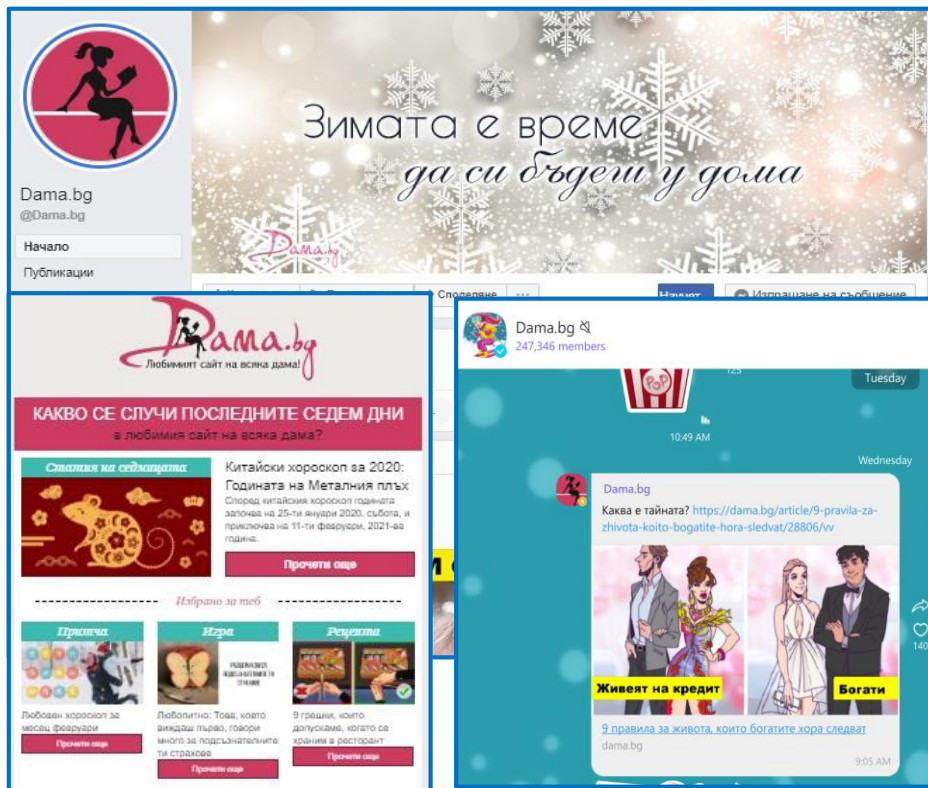 Зимата е време
да си бъдеш у дома
Dама.bg
Dama.bg
@Dama.bg
Начало
Публикации
Споделяне ...
Изпращане на съобщение
Dама.bg
Любимият сайт на всяка дама!
КАКВО СЕ СЛУЧИ ПОСЛЕДНИТЕ СЕДЕМ ДНИ
в любимия сайт на всяка дама?
Статия на седмицата
Китайски хороскоп за 2020:
Годината на Металния плъх
Според китайския хороскоп годината
започва на 25-ти януари 2020, събота, и
приключва на 11-ти февруари, 2021-ва
година.
Прочети още
Избрано за теб
Притча
Любовен хороскоп за
месец февруари
Прочети още
Игра
Любопитно: Това, което
виждаш първо, говори
много за подсъзнателните
ти страхове
Прочети още
Рецепта
9 грешки, които
допускаме, когато се
храним в ресторант
Прочети още
Dama.bg
247,346 members
POP
125
Tuesday
10:49 AM
Wednesday
Dama.bg
Каква е тайната? https://dama.bg/article/9-pravila-za-
zhivota-koito-bogatite-hora-sledvat/28806/vv
Живеят на кредит
Богати
140
9 правила за живота, които богатите хора следват
dama.bg
9:05 AM